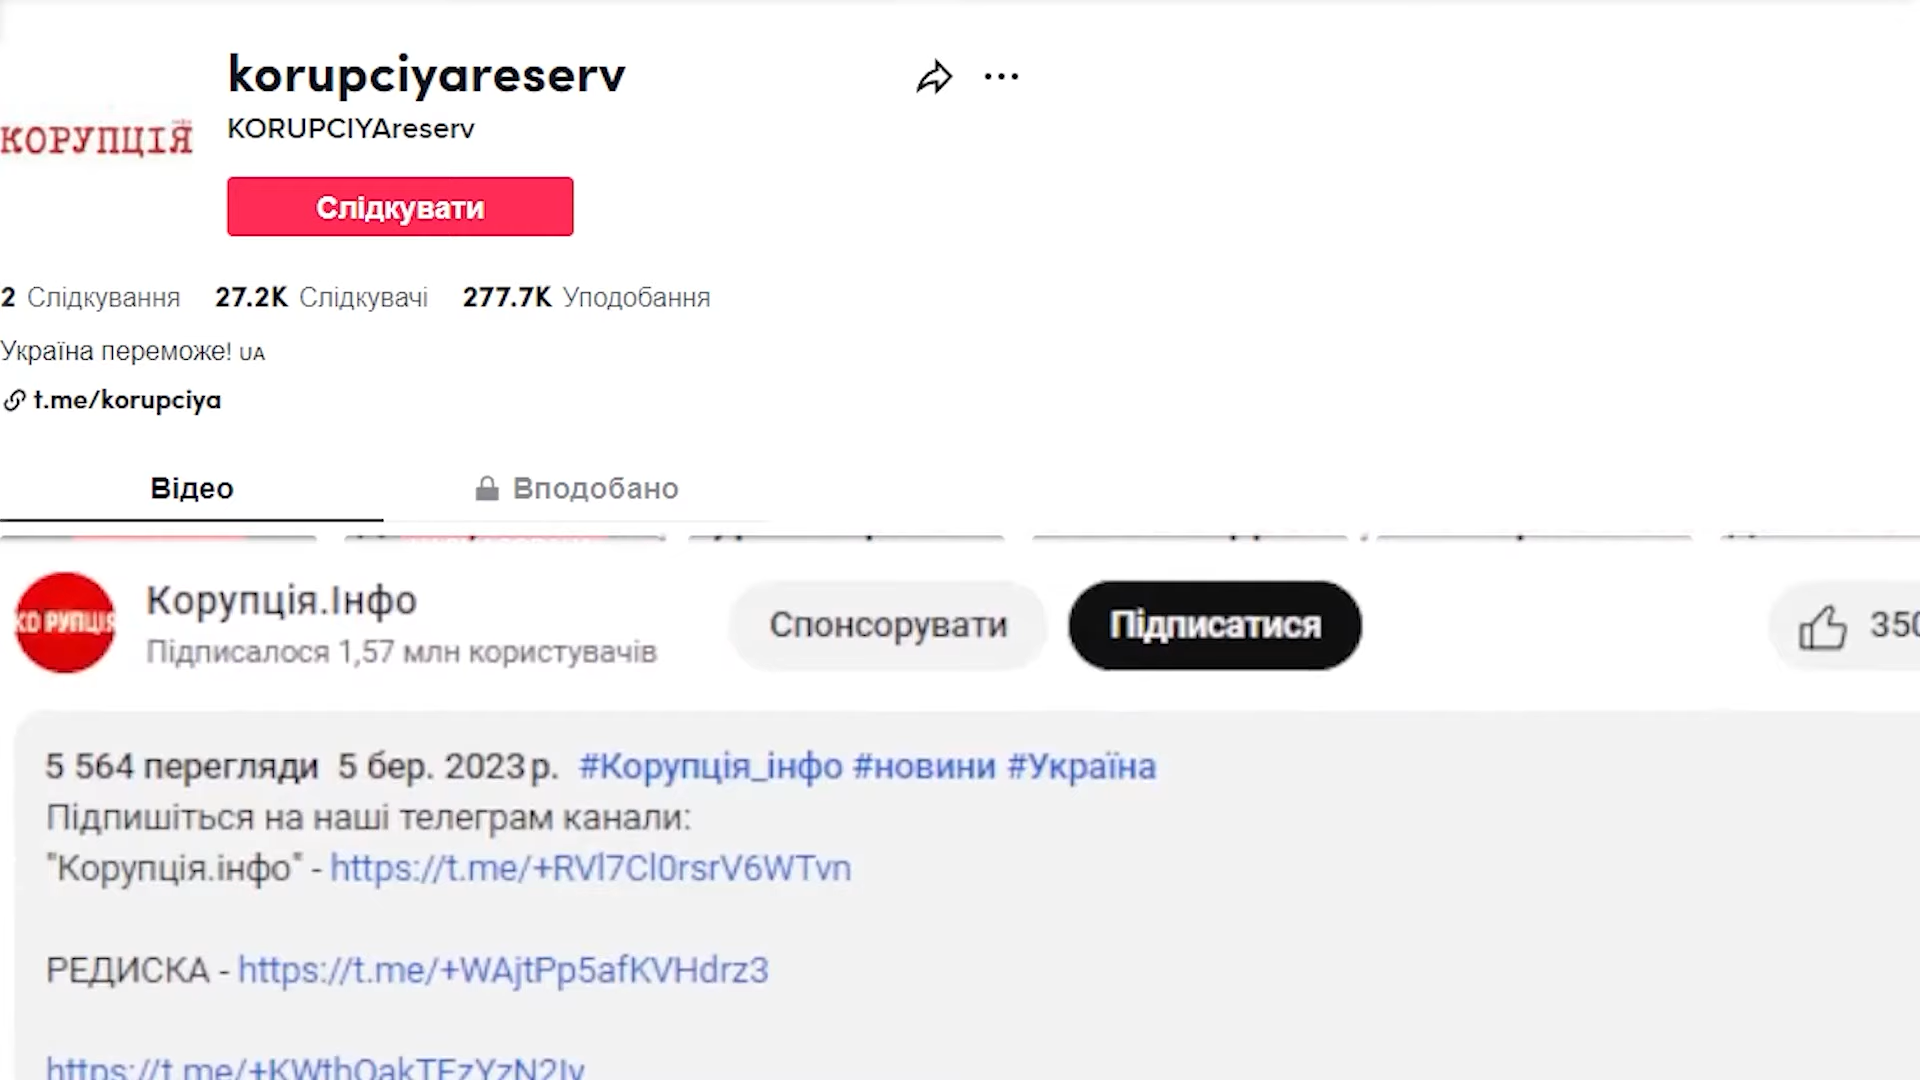 korupciyareserv
KORUPCIYAreserv
КОРУПЦІЯ
Слідкувати
2 Слідкування 27.2K Слідкувачі 277.7K Уподобання
Україна переможе! UA
t.me/korupciya
Відео Вподобано
Корупція.Інфо
КОРУПЦІЯ
Підписалося 1,57 млн користувачів
Спонсорувати
Підписатися
350
5 564 перегляди 5 бер. 2023 р. #Корупція_інфо #новини #Україна
Підпишіться на наші телеграм канали:
"Корупція.інфо" - https://t.me/+RVl7Cl0rsrV6WTvn
РЕДИСКА - https://t.me/+WAjtPp5afKVHdrz3
https://t.me/+KWthOakTEzYzN2Iy